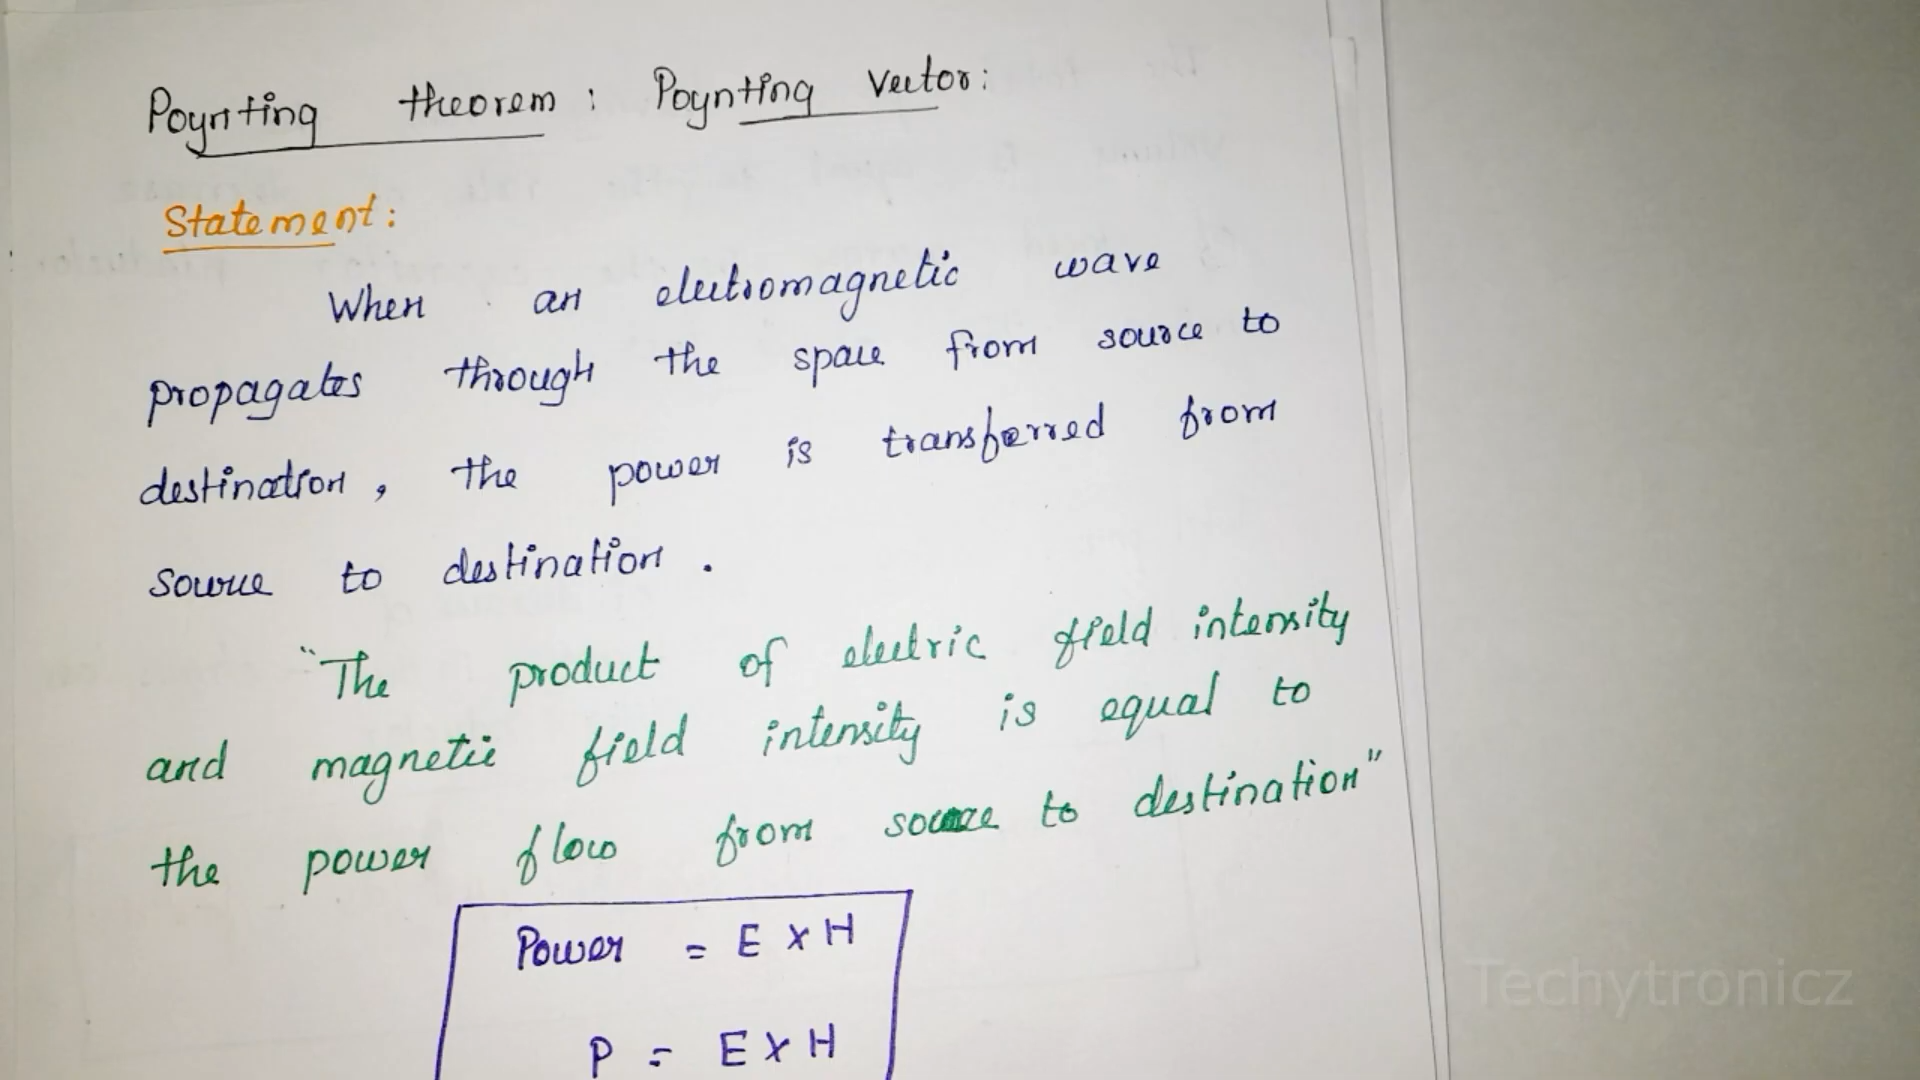 Poynting theorem : Poynting Vector:
Statement:
When an electromagnetic wave
propagates through the space from source to
destination, the power is transferred from
source to destination.
"The product of electric field intensity
and magnetic field intensity is equal to
the power flow from source to destination"
Power = E × H
P = E × H
Techytronicz